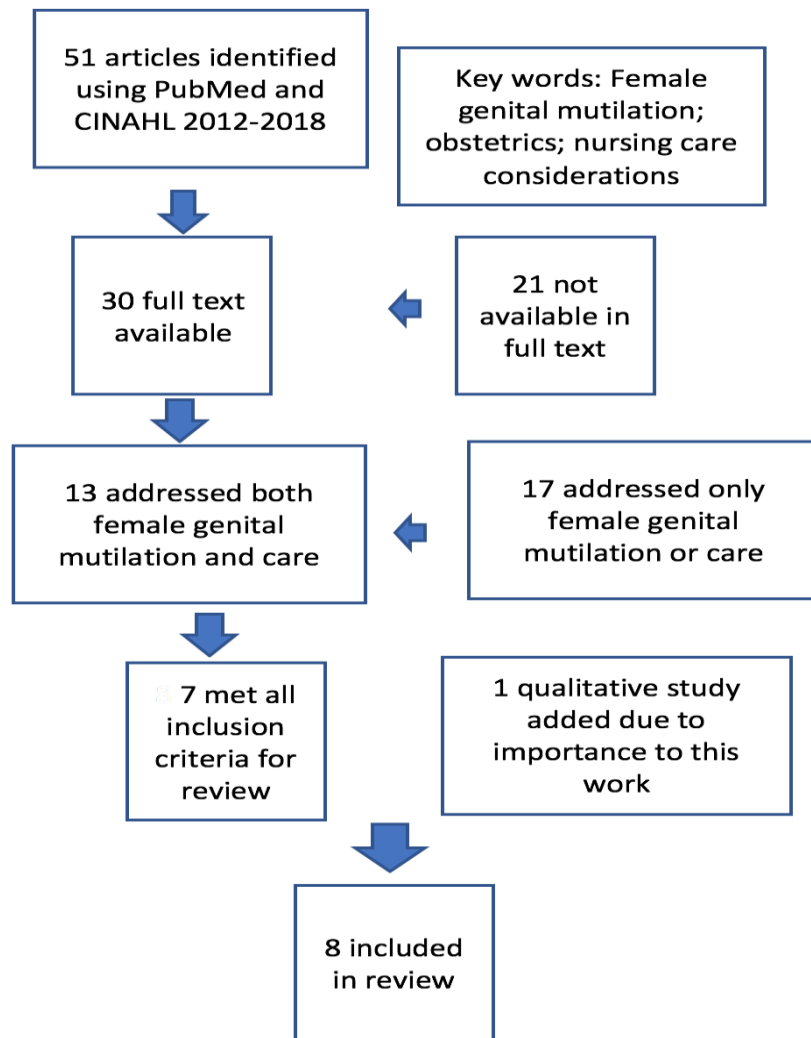 51 articles identified
using PubMed and
CINAHL 2012-2018
Key words: Female
genital mutilation;
obstetrics; nursing care
considerations
30 full text
available
21 not
available in
full text
13 addressed both
female genital
mutilation and care
17 addressed only
female genital
mutilation or care
7 met all
inclusion
criteria for
review
1 qualitative study
added due to
importance to this
work
8 included
in review